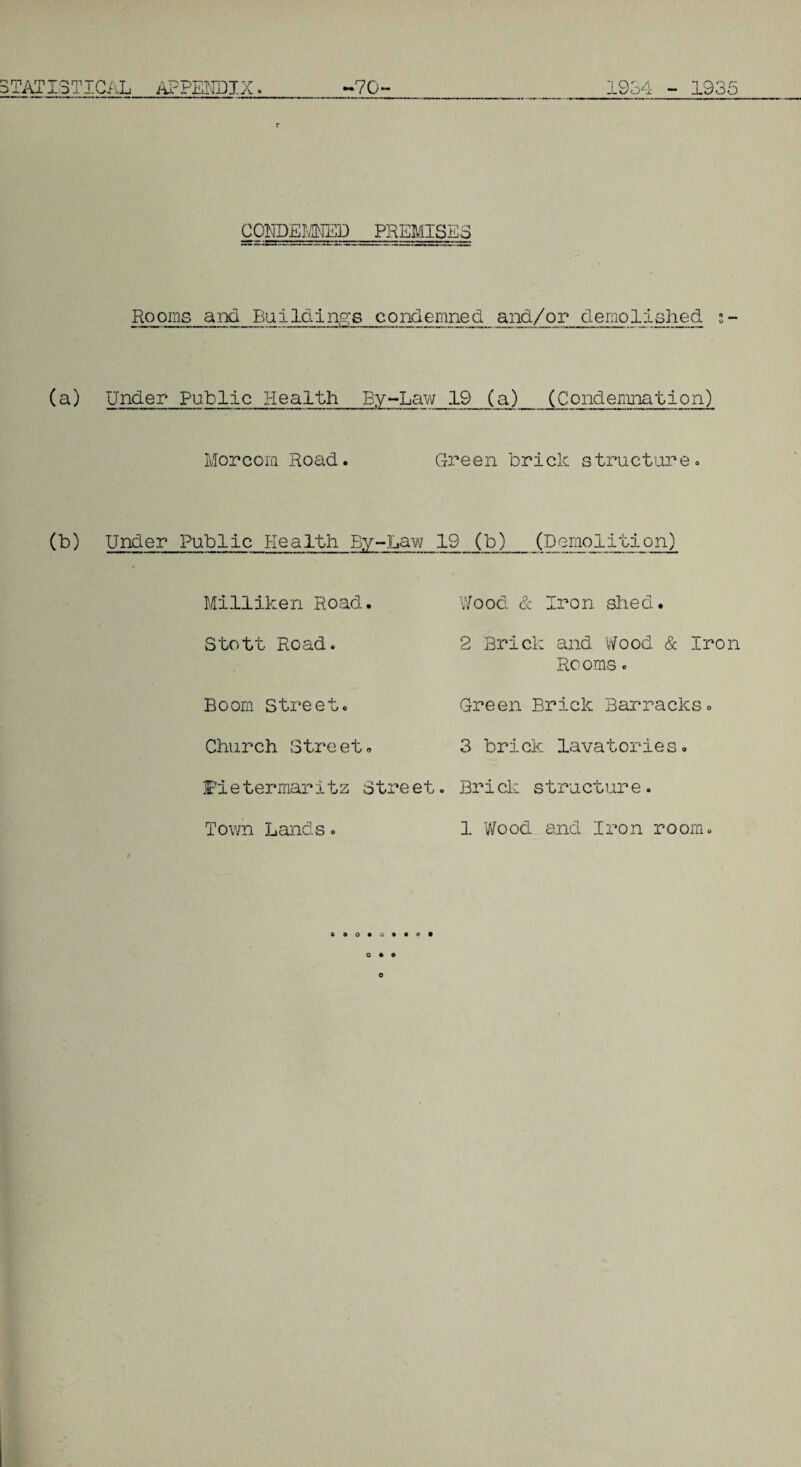 STATISTICAL APPENDIX. -70- 1934 - 1935
CONDEMNED PREMISES
Rooms and Buildings condemned and/or demolished :-
(a) Under Public Health By-Law 19 (a) (Condemnation)
Morcom Road. Green brick structure.
(b) Under Public Health By-Law 19 (b) (Demolition)
Milliken Road. Wood & Iron shed.
Stott Road. 2 Brick and Wood & Iron
Rooms.
Boom Street. Green Brick Barracks.
Church Street. 3 brick lavatories.
Pietermaritz Street. Brick structure.
Town Lands. 1 Wood and Iron room.
.........
...
.